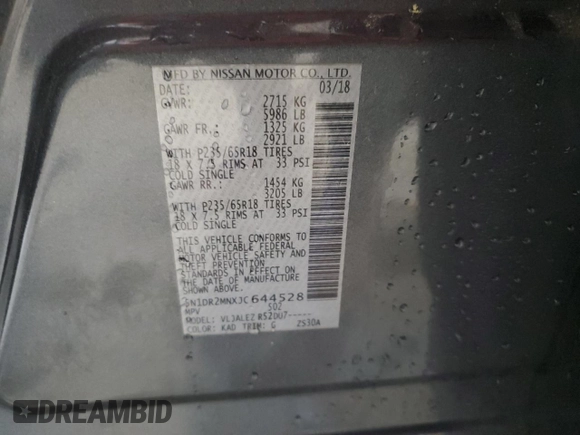 MFD BY NISSAN MOTOR CO., LTD.
DATE: 03/18
GVWR: 2715 KG
5986 LB
GAWR FR.: 1325 KG
2921 LB
WITH P235/65R18 TIRES
18 X 7.5 RIMS AT 33 PSI
COLD SINGLE
GAWR RR.: 1454 KG
3205 LB
WITH P235/65R18 TIRES
18 X 7.5 RIMS AT 33 PSI
COLD SINGLE
THIS VEHICLE CONFORMS TO
ALL APPLICABLE FEDERAL
MOTOR VEHICLE SAFETY AND
THEFT PREVENTION
STANDARDS IN EFFECT ON
THE DATE OF MANUFACTURE
SHOWN ABOVE.
5N1DR2MNXJC644528
MPV 502
MODEL: VLJALEZ R52DU7-----
COLOR: KAD TRIM: G ZS30A
DREAMBID